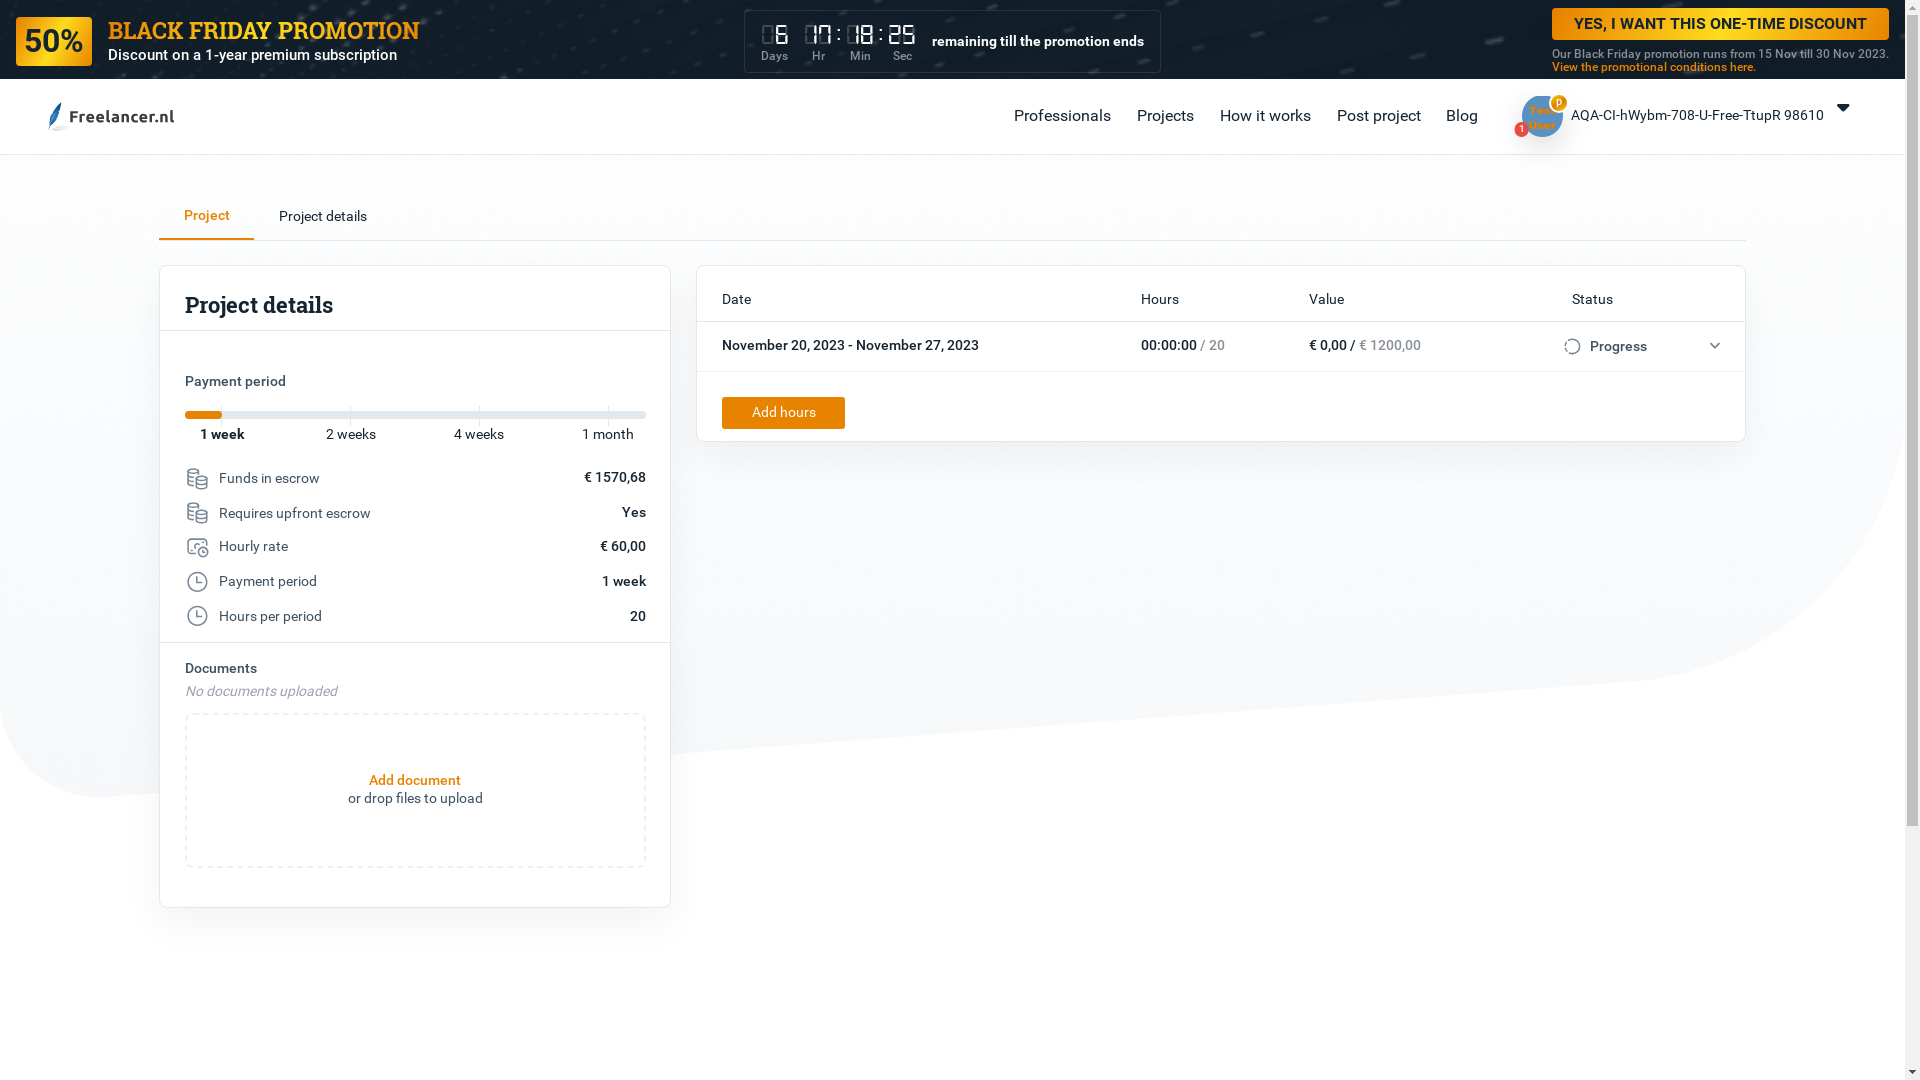 50%
BLACK FRIDAY PROMOTION
Discount on a 1-year premium subscription
6 17 : 18 : 25
Days Hr Min Sec
remaining till the promotion ends
YES, I WANT THIS ONE-TIME DISCOUNT
Our Black Friday promotion runs from 15 Nov till 30 Nov 2023.
View the promotional conditions here.
Freelancer.nl
Professionals
Projects
How it works
Post project
Blog
Test
User
p
1
AQA-CI-hWybm-708-U-Free-TtupR 98610
Project
Project details
Project details
Payment period
1 week
2 weeks
4 weeks
1 month
Funds in escrow € 1570,68
Requires upfront escrow Yes
Hourly rate € 60,00
Payment period 1 week
Hours per period 20
Documents
No documents uploaded
Add document
or drop files to upload
Date Hours Value Status
November 20, 2023 - November 27, 2023 00:00:00 / 20 € 0,00 / € 1200,00 Progress
Add hours